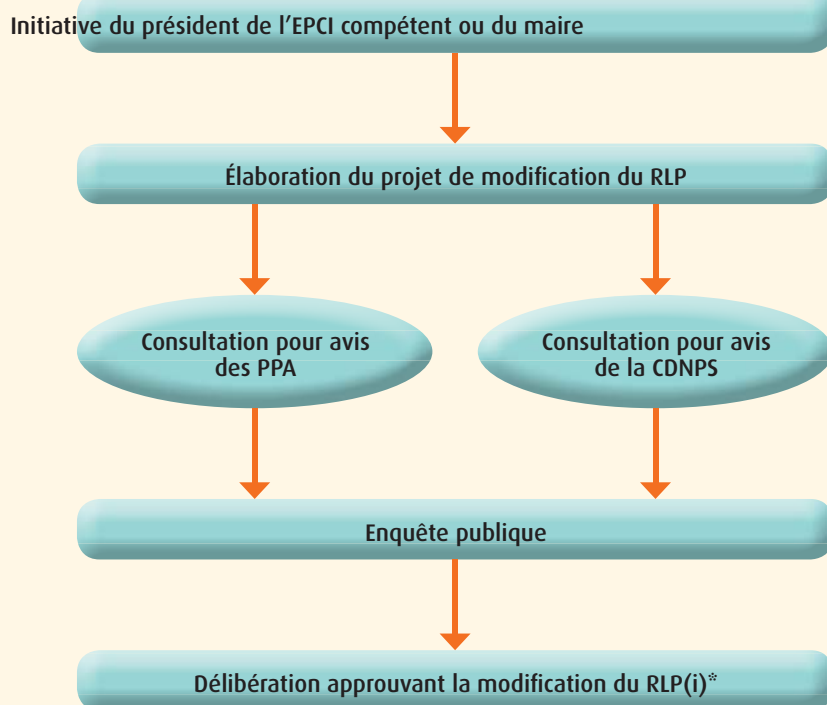 Initiative du président de l’EPCI compétent ou du maire
Élaboration du projet de modification du RLP
Consultation pour avis
des PPA
Consultation pour avis
de la CDNPS
Enquête publique
Délibération approuvant la modification du RLP(i)*